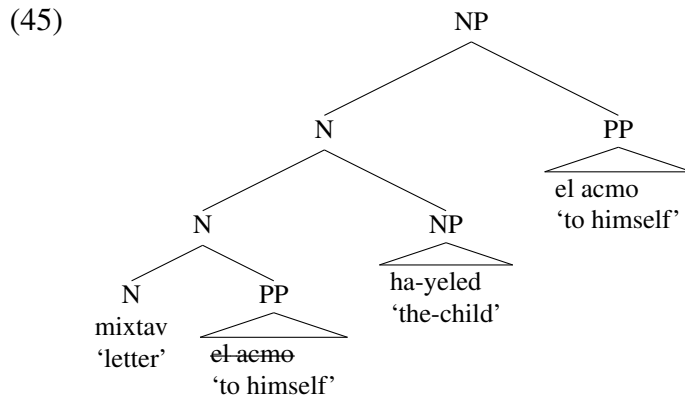 (45)
NP
N PP
el acmo
‘to himself’
N NP
ha-yeled
‘the-child’
N PP
mixtav
‘letter’
el acmo
‘to himself’